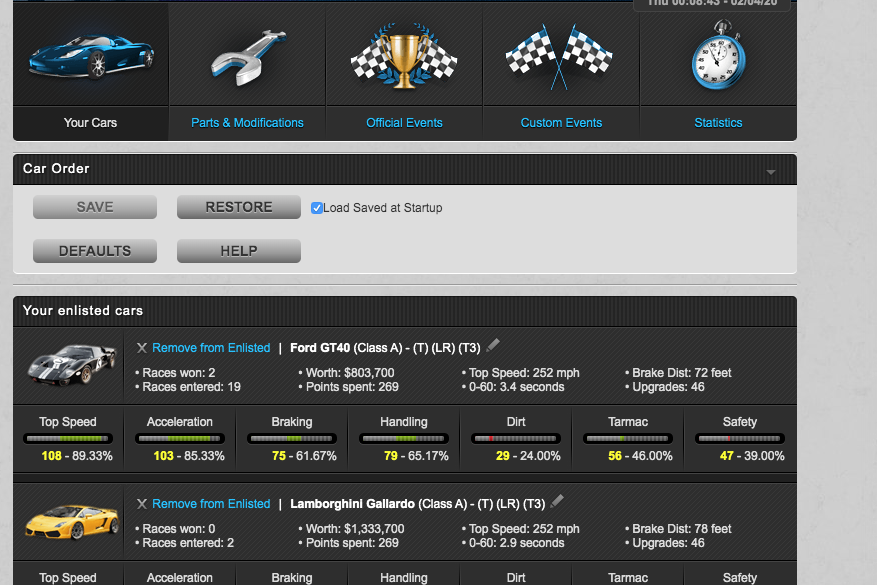 Thu 00:08:43 - 02/04/20
Your Cars
Parts & Modifications
Official Events
Custom Events
Statistics
Car Order
SAVE
RESTORE
Load Saved at Startup
DEFAULTS
HELP
Your enlisted cars
X Remove from Enlisted | Ford GT40 (Class A) - (T) (LR) (T3)
• Races won: 2
• Worth: $803,700
• Top Speed: 252 mph
• Brake Dist: 72 feet
• Races entered: 19
• Points spent: 269
• 0-60: 3.4 seconds
• Upgrades: 46
Top Speed
Acceleration
Braking
Handling
Dirt
Tarmac
Safety
108 - 89.33%
103 - 85.33%
75 - 61.67%
79 - 65.17%
29 - 24.00%
56 - 46.00%
47 - 39.00%
X Remove from Enlisted | Lamborghini Gallardo (Class A) - (T) (LR) (T3)
• Races won: 0
• Worth: $1,333,700
• Top Speed: 252 mph
• Brake Dist: 78 feet
• Races entered: 2
• Points spent: 269
• 0-60: 2.9 seconds
• Upgrades: 46
Top Speed
Acceleration
Braking
Handling
Dirt
Tarmac
Safety